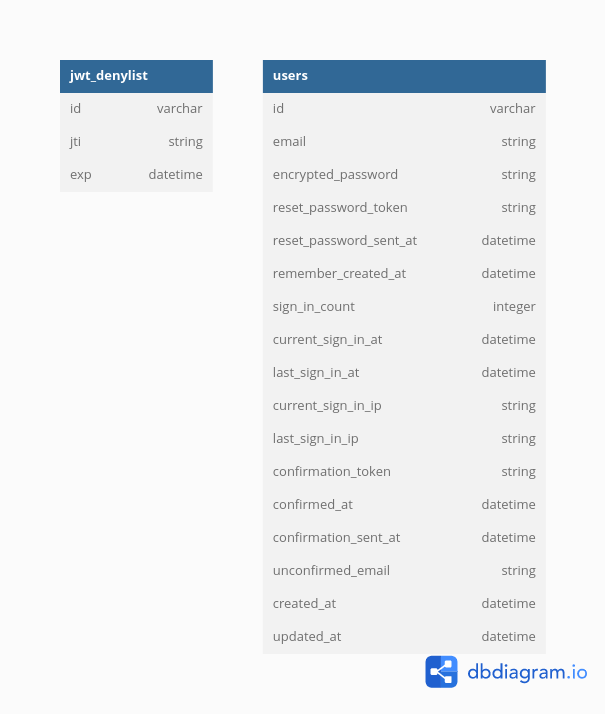 jwt_denylist
id varchar
jti string
exp datetime
users
id varchar
email string
encrypted_password string
reset_password_token string
reset_password_sent_at datetime
remember_created_at datetime
sign_in_count integer
current_sign_in_at datetime
last_sign_in_at datetime
current_sign_in_ip string
last_sign_in_ip string
confirmation_token string
confirmed_at datetime
confirmation_sent_at datetime
unconfirmed_email string
created_at datetime
updated_at datetime
dbdiagram.io